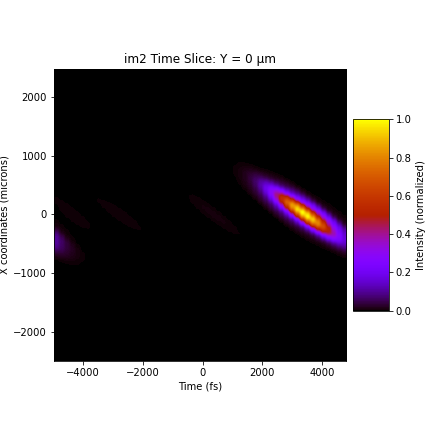 im2 Time Slice: Y = 0 μm
2000
1000
0
−1000
−2000
X coordinates (microns)
−4000 −2000 0 2000 4000
Time (fs)
1.0
0.8
0.6
0.4
0.2
0.0
Intensity (normalized)